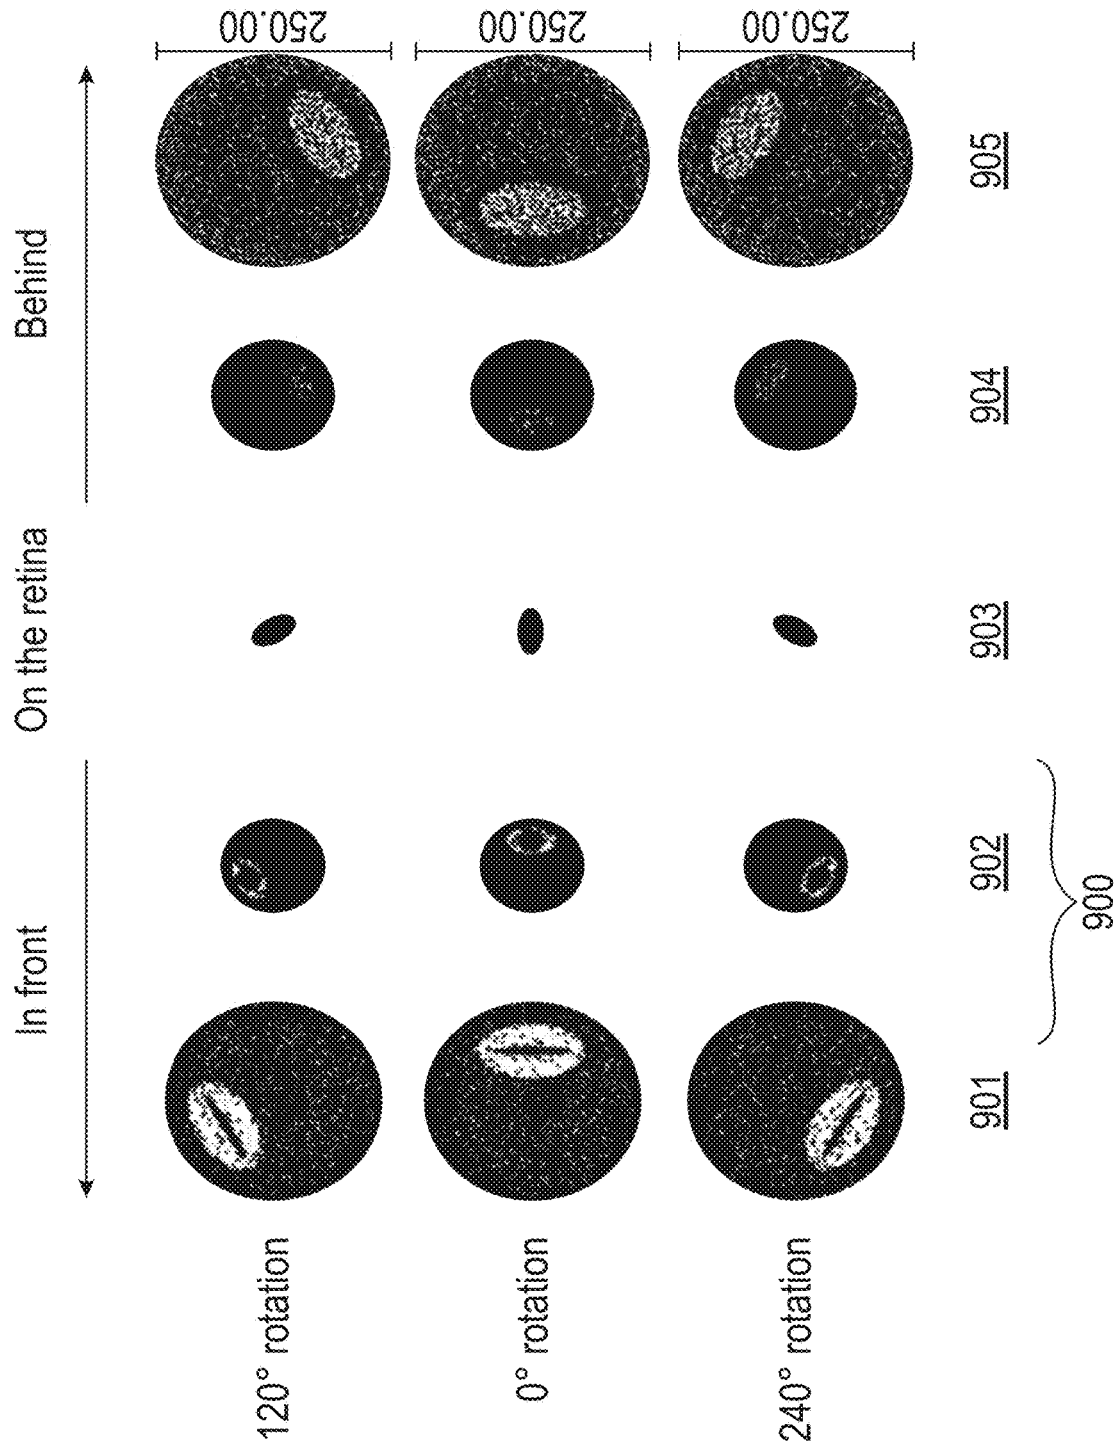 In front
On the retina
Behind
120° rotation
250.00
0° rotation
250.00
240° rotation
250.00
901
902
903
904
905
900